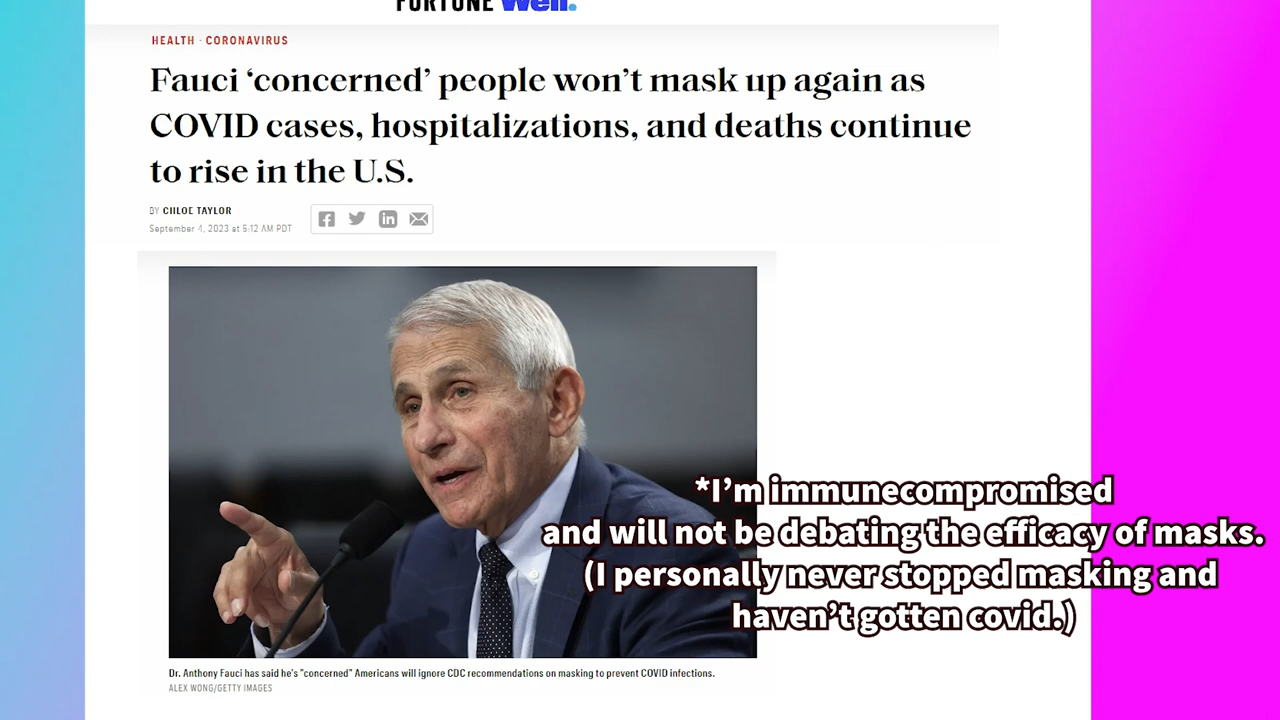 FORTUNE Well.
HEALTH · CORONAVIRUS
Fauci ‘concerned’ people won’t mask up again as
COVID cases, hospitalizations, and deaths continue
to rise in the U.S.
BY CHLOE TAYLOR
September 4, 2023 at 5:12 AM PDT
*I’m immunecompromised
and will not be debating the efficacy of masks.
(I personally never stopped masking and
haven’t gotten covid.)
Dr. Anthony Fauci has said he's "concerned" Americans will ignore CDC recommendations on masking to prevent COVID infections.
ALEX WONG/GETTY IMAGES